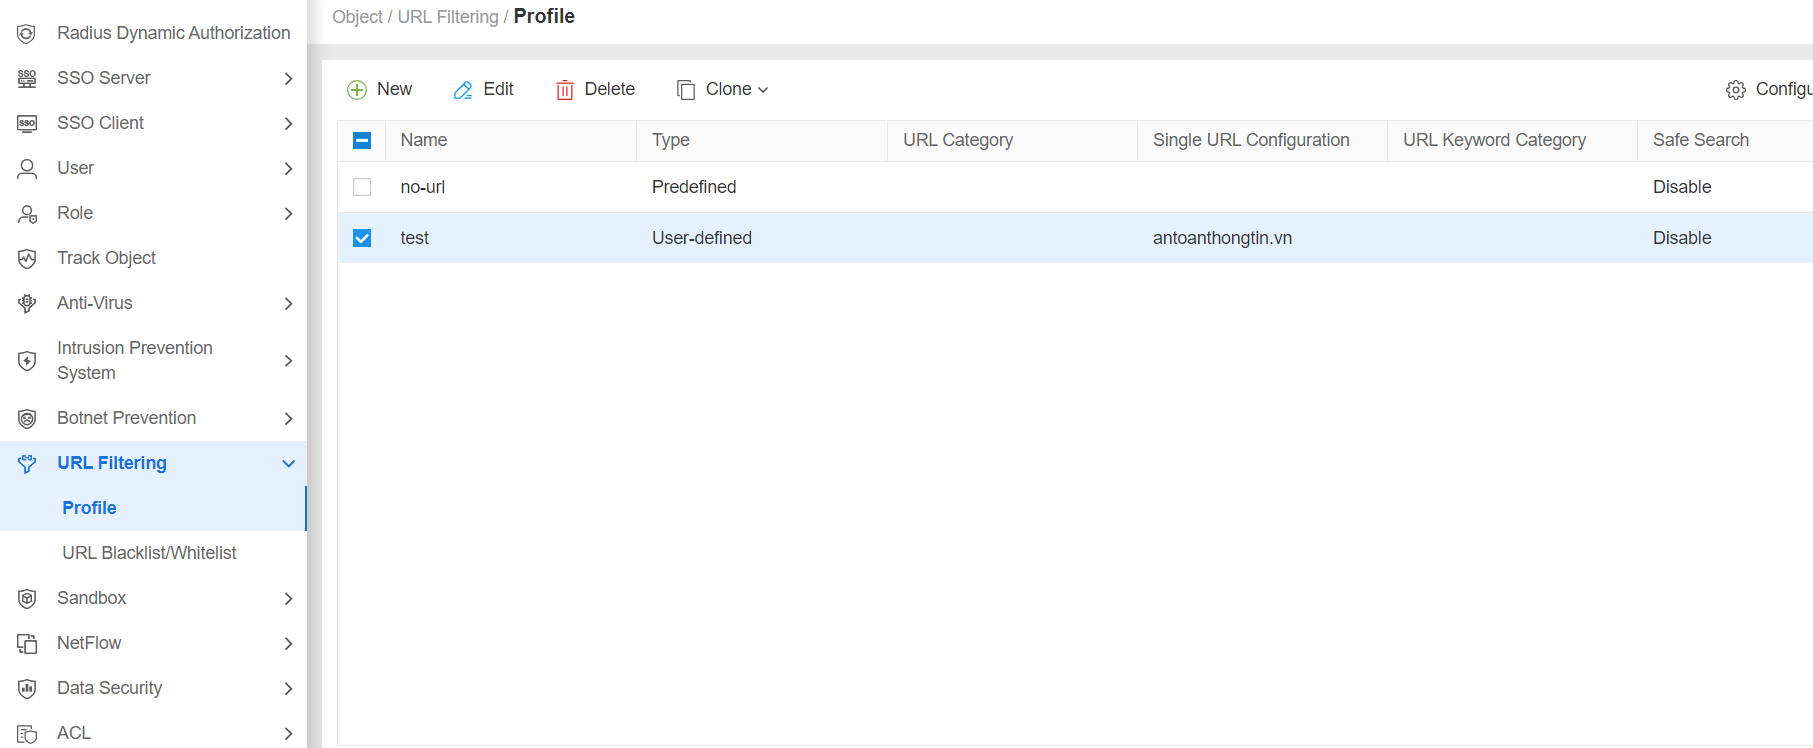 Object / URL Filtering / Profile
Radius Dynamic Authorization
SSO Server
SSO Client
User
Role
Track Object
Anti-Virus
Intrusion Prevention
System
Botnet Prevention
URL Filtering
Profile
URL Blacklist/Whitelist
Sandbox
NetFlow
Data Security
ACL
New Edit Delete Clone Configu
Name Type URL Category Single URL Configuration URL Keyword Category Safe Search
no-url Predefined Disable
test User-defined antoanthongtin.vn Disable